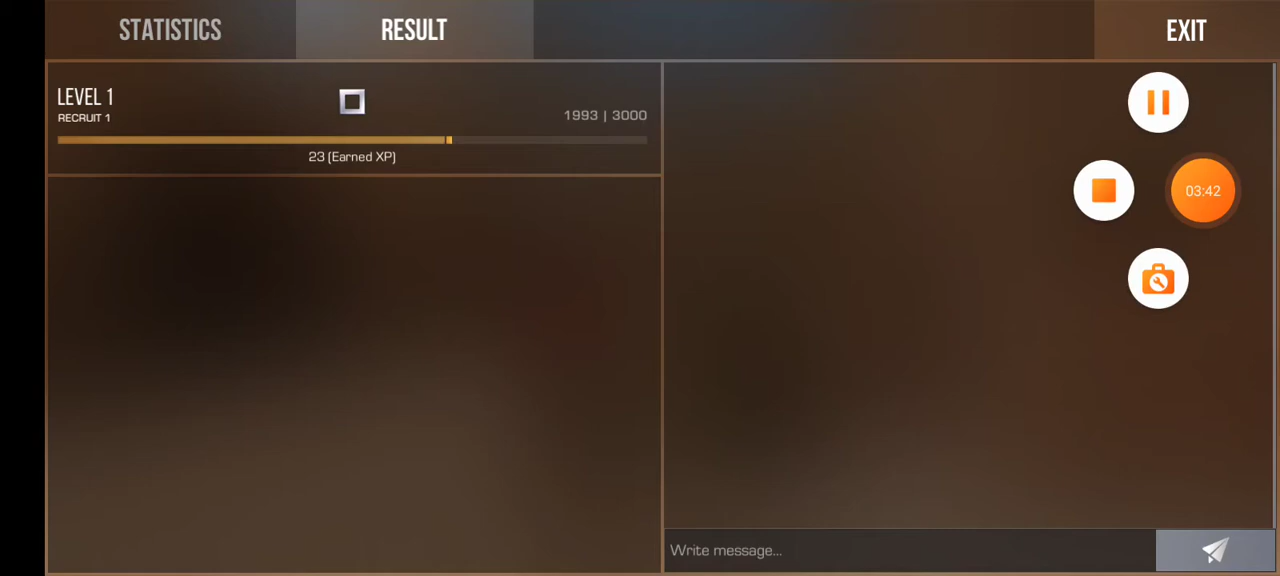 STATISTICS
RESULT
EXIT
LEVEL 1
RECRUIT 1
1993 | 3000
23 (Earned XP)
03:42
Write message...